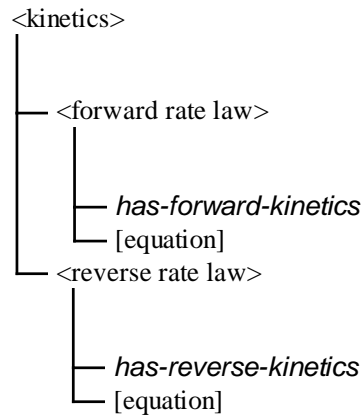 <kinetics>
<forward rate law>
has-forward-kinetics
[equation]
<reverse rate law>
has-reverse-kinetics
[equation]